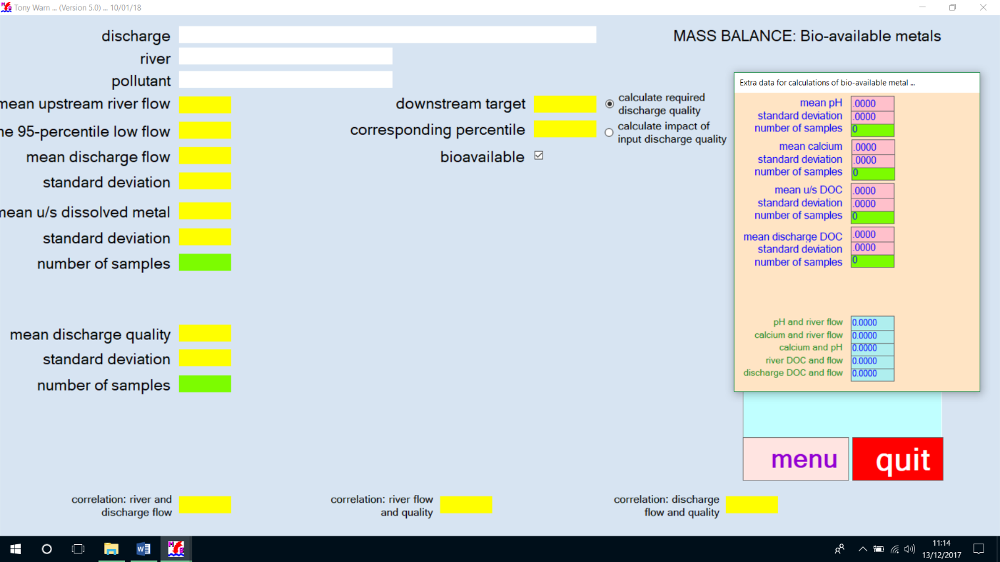 Tony Warn ... (Version 5.0) ... 10/01/18
discharge
MASS BALANCE: Bio-available metals
river
pollutant
mean upstream river flow
downstream target
calculate required
discharge quality
he 95-percentile low flow
corresponding percentile
calculate impact of
input discharge quality
mean discharge flow
bioavailable
standard deviation
mean u/s dissolved metal
standard deviation
number of samples
mean discharge quality
standard deviation
number of samples
Extra data for calculations of bio-available metal ...
mean pH .0000
standard deviation .0000
number of samples 0
mean calcium .0000
standard deviation .0000
number of samples 0
mean u/s DOC .0000
standard deviation .0000
number of samples 0
mean discharge DOC .0000
standard deviation .0000
number of samples 0
pH and river flow 0.0000
calcium and river flow 0.0000
calcium and pH 0.0000
river DOC and flow 0.0000
discharge DOC and flow 0.0000
menu quit
correlation: river and
discharge flow
correlation: river flow
and quality
correlation: discharge
flow and quality
11:14
13/12/2017